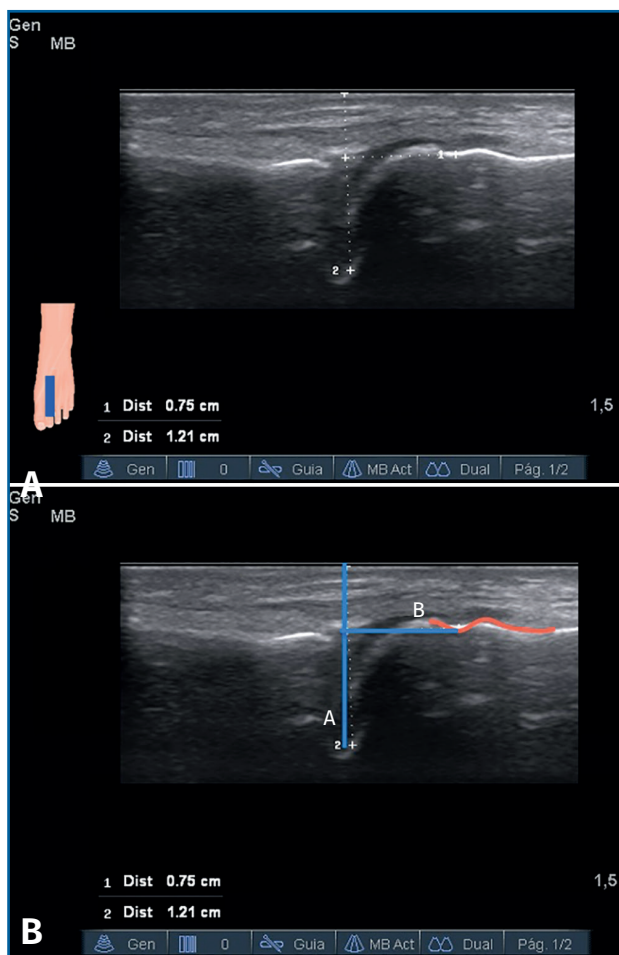 Gen
S MB
1
2
1 Dist 0.75 cm
1,5
2 Dist 1.21 cm
Gen 0 Guia MB Act Dual Pág. 1/2
A
Gen
S MB
B
A
2
1 Dist 0.75 cm
1,5
2 Dist 1.21 cm
B
Gen 0 Guia MB Act Dual Pág. 1/2